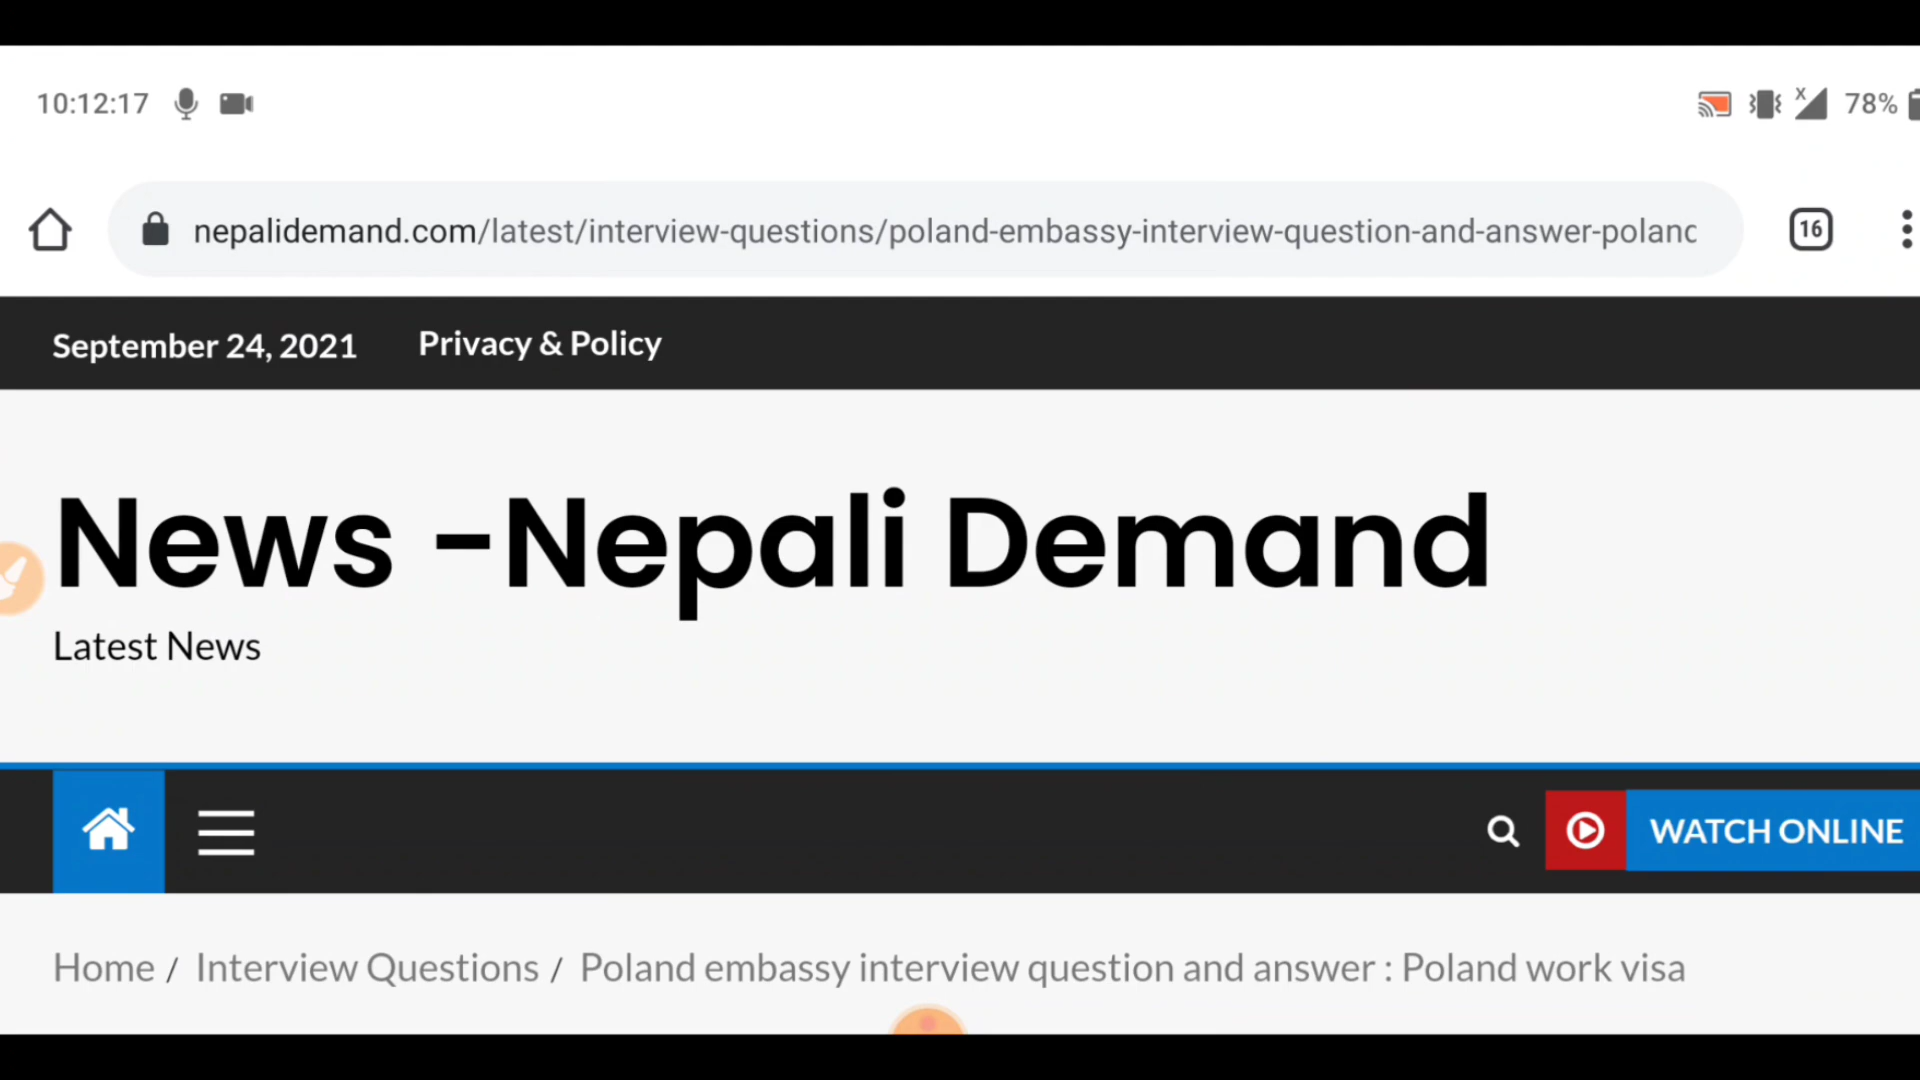 10:12:17
x
78%
nepalidemand.com/latest/interview-questions/poland-embassy-interview-question-and-answer-polanc
16
September 24, 2021
Privacy & Policy
News -Nepali Demand
Latest News
WATCH ONLINE
Home / Interview Questions / Poland embassy interview question and answer : Poland work visa